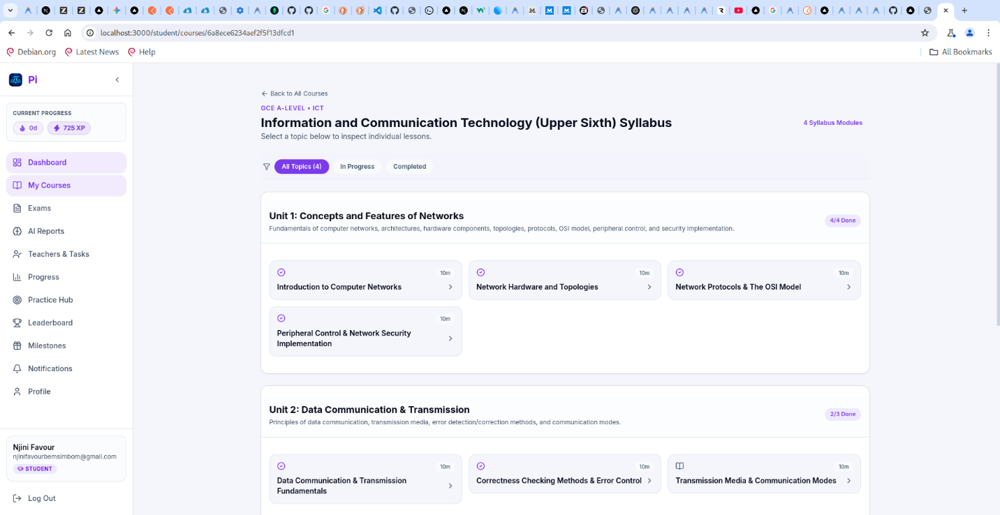 localhost:3000/student/courses/6a8ece6234aef2f5f13dfcd1
Debian.org
Latest News
Help
All Bookmarks
Pi
CURRENT PROGRESS
0d
725 XP
Dashboard
My Courses
Exams
AI Reports
Teachers & Tasks
Progress
Practice Hub
Leaderboard
Milestones
Notifications
Profile
Njini Favour
njinifavourbemsimbom@gmail.com
STUDENT
Log Out
Back to All Courses
GCE A-LEVEL • ICT
Information and Communication Technology (Upper Sixth) Syllabus
Select a topic below to inspect individual lessons.
4 Syllabus Modules
All Topics (4)
In Progress
Completed
Unit 1: Concepts and Features of Networks
Fundamentals of computer networks, architectures, hardware components, topologies, protocols, OSI model, peripheral control, and security implementation.
4/4 Done
10m
Introduction to Computer Networks
10m
Network Hardware and Topologies
10m
Network Protocols & The OSI Model
10m
Peripheral Control & Network Security
Implementation
Unit 2: Data Communication & Transmission
Principles of data communication, transmission media, error detection/correction methods, and communication modes.
2/3 Done
10m
Data Communication & Transmission
Fundamentals
10m
Correctness Checking Methods & Error Control
10m
Transmission Media & Communication Modes